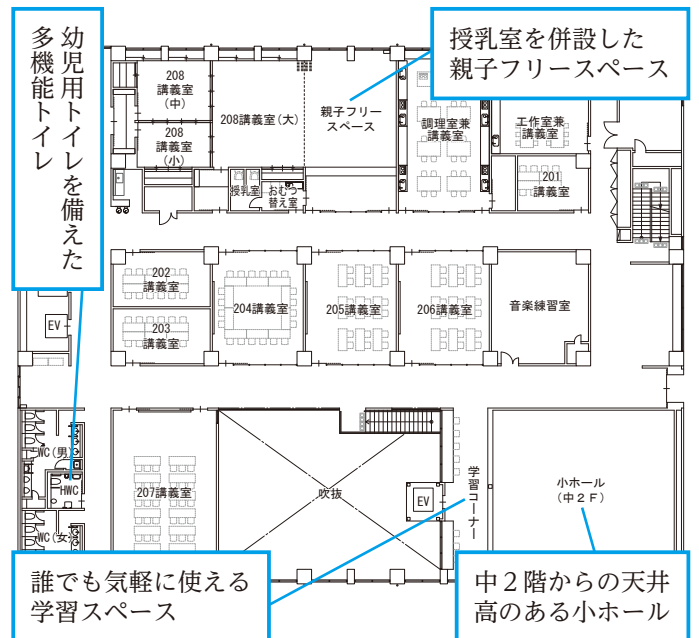 幼児用トイレを備えた
多機能トイレ
授乳室を併設した
親子フリースペース
208
講義室
(中)
208
講義室
(小)
208講義室(大)
親子フリー
スペース
調理室兼
講義室
工作室兼
講義室
201
講義室
授乳室
おむつ
替え室
202
講義室
203
講義室
204講義室
205講義室
206講義室
音楽練習室
EV
WC(男)
HWC
WC(女)
207講義室
吹抜
EV
学習コーナー
小ホール
(中2F)
誰でも気軽に使える
学習スペース
中2階からの天井
高のある小ホール